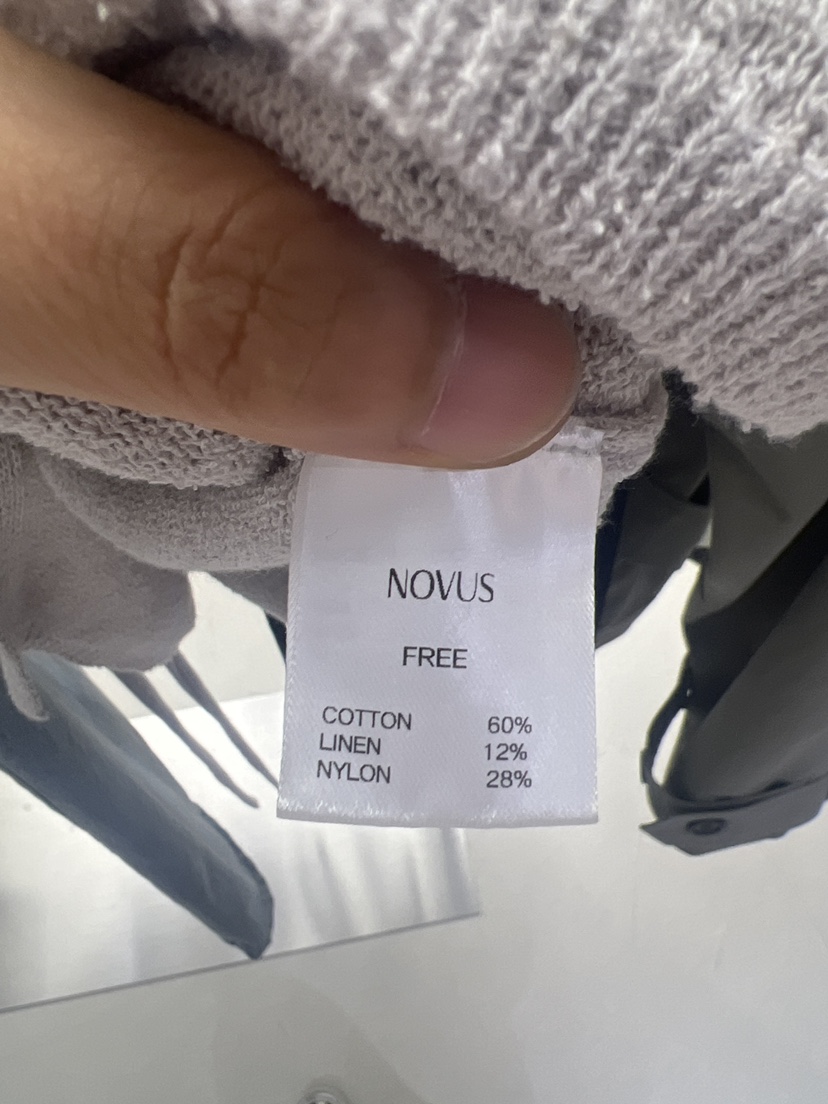 NOVUS
FREE
COTTON 60%
LINEN 12%
NYLON 28%